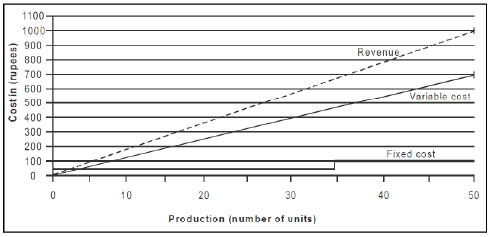 Cost in (rupees)
1100
1000
900
800
700
600
500
400
300
200
100
0
Revenue
Variable cost
Fixed cost
0 10 20 30 40 50
Production (number of units)